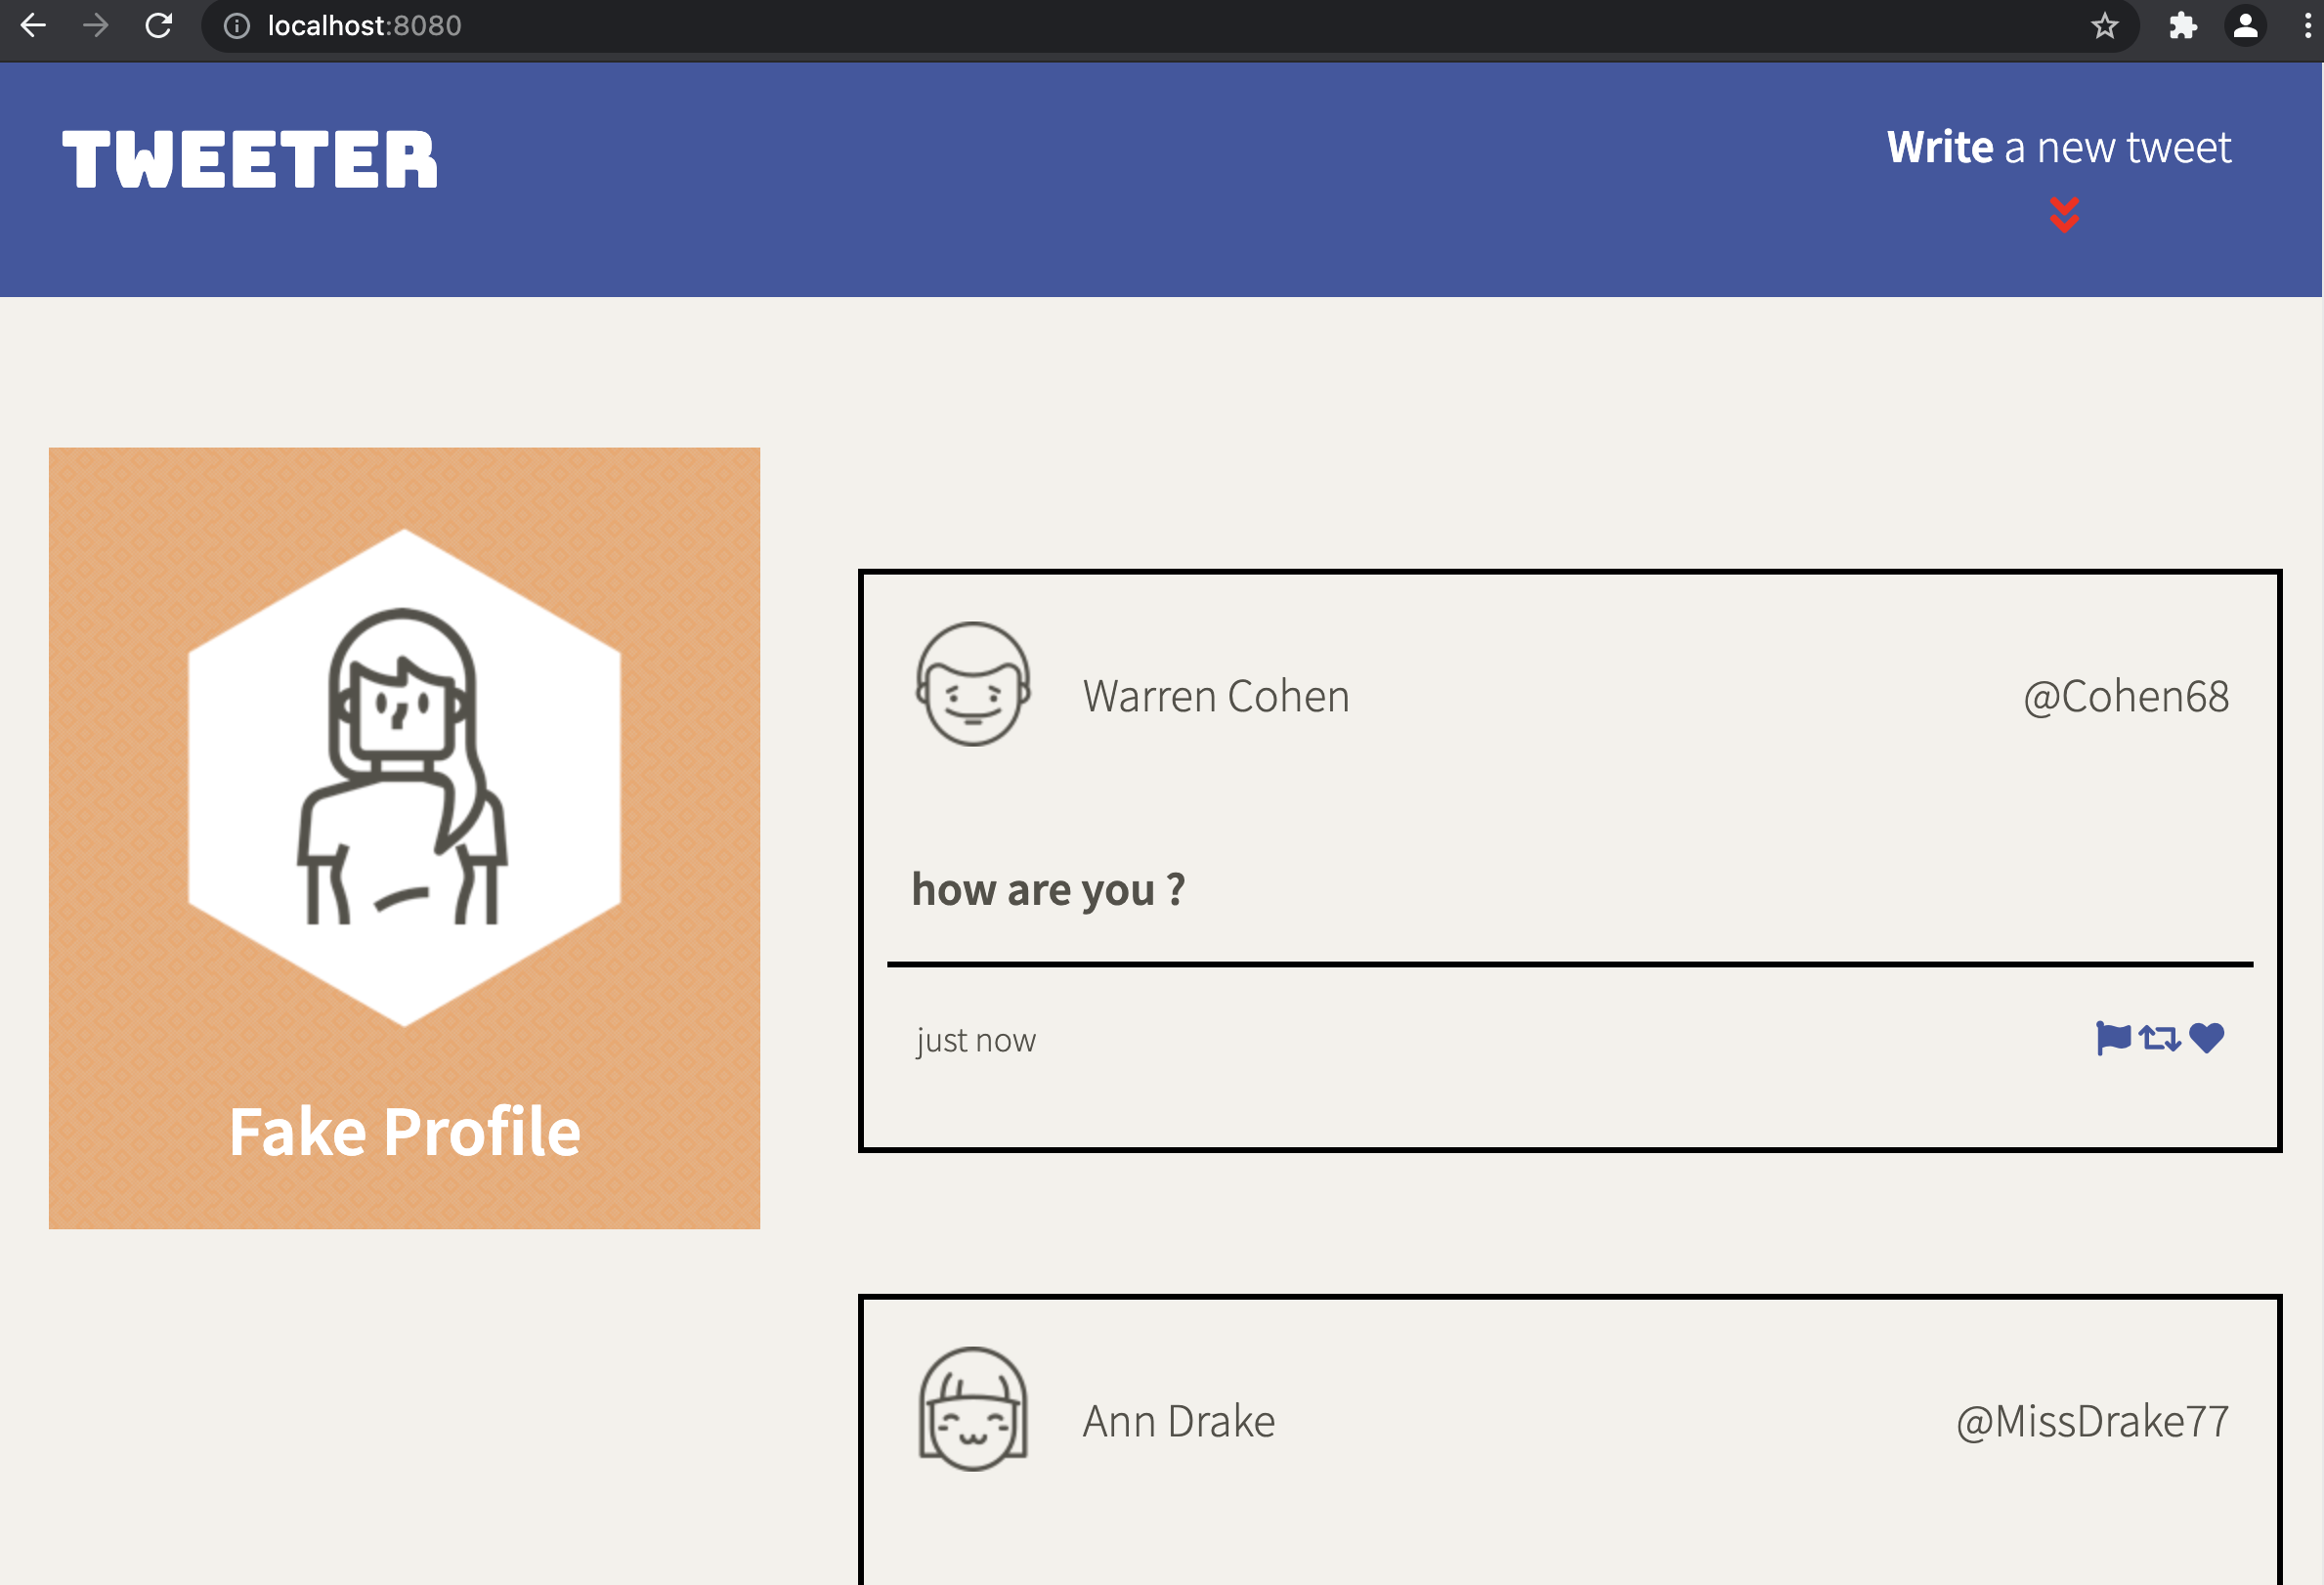 localhost:8080
TWEETER
Write a new tweet
Fake Profile
Warren Cohen
@Cohen68
how are you ?
just now
Ann Drake
@MissDrake77